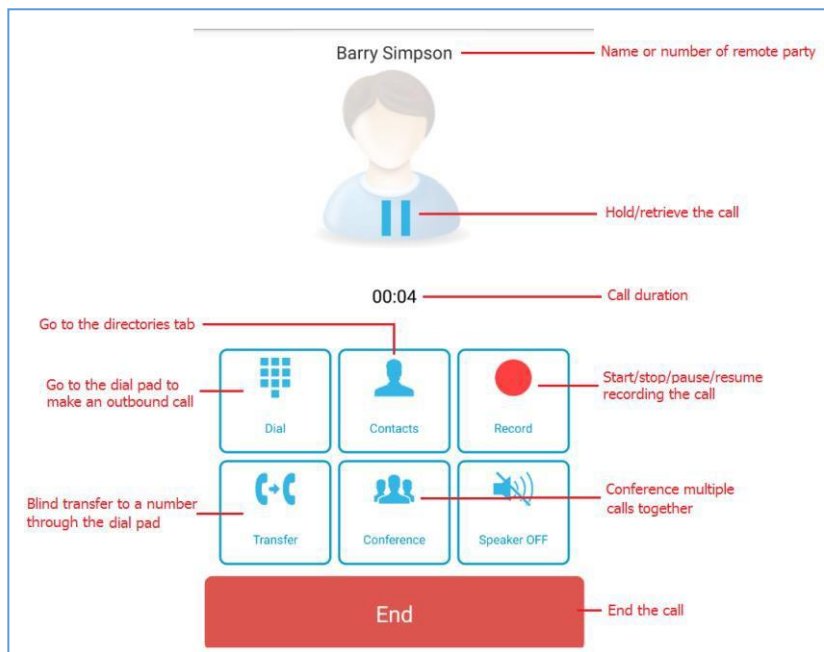 Barry Simpson
Name or number of remote party
Hold/retrieve the call
00:04
Call duration
Go to the directories tab
Go to the dial pad to
make an outbound call
Start/stop/pause/resume
recording the call
Dial
Contacts
Record
Blind transfer to a number
through the dial pad
Conference multiple
calls together
Transfer
Conference
Speaker OFF
End
End the call